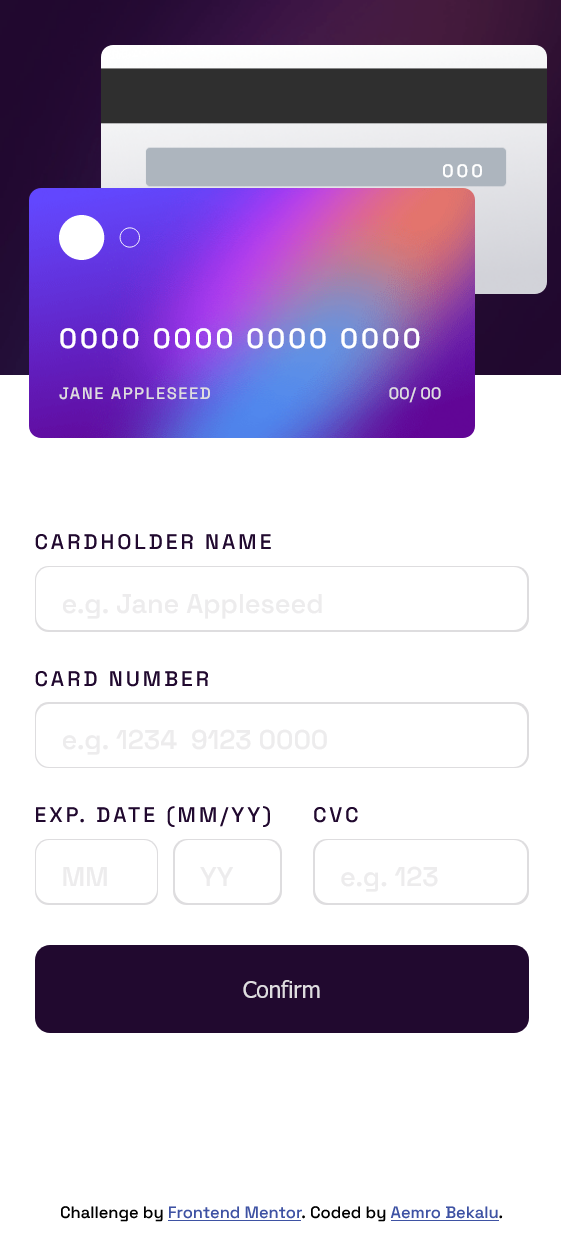 000
0000 0000 0000 0000
JANE APPLESEED 00/ 00
CARDHOLDER NAME
e.g. Jane Appleseed
CARD NUMBER
e.g. 1234  9123 0000
EXP. DATE (MM/YY) CVC
MM YY e.g. 123
Confirm
Challenge by Frontend Mentor. Coded by Aemro Bekalu.